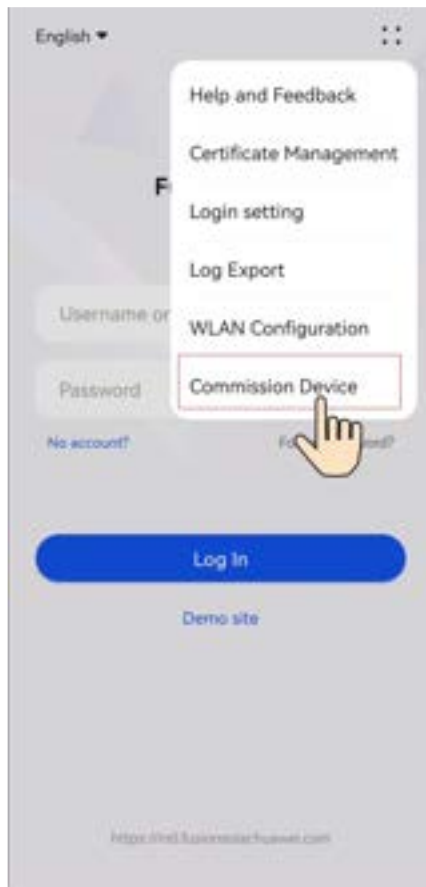 English
Help and Feedback
Certificate Management
F
Login setting
Log Export
Username or
WLAN Configuration
Password
Commission Device
No account?
Log In
Demo site